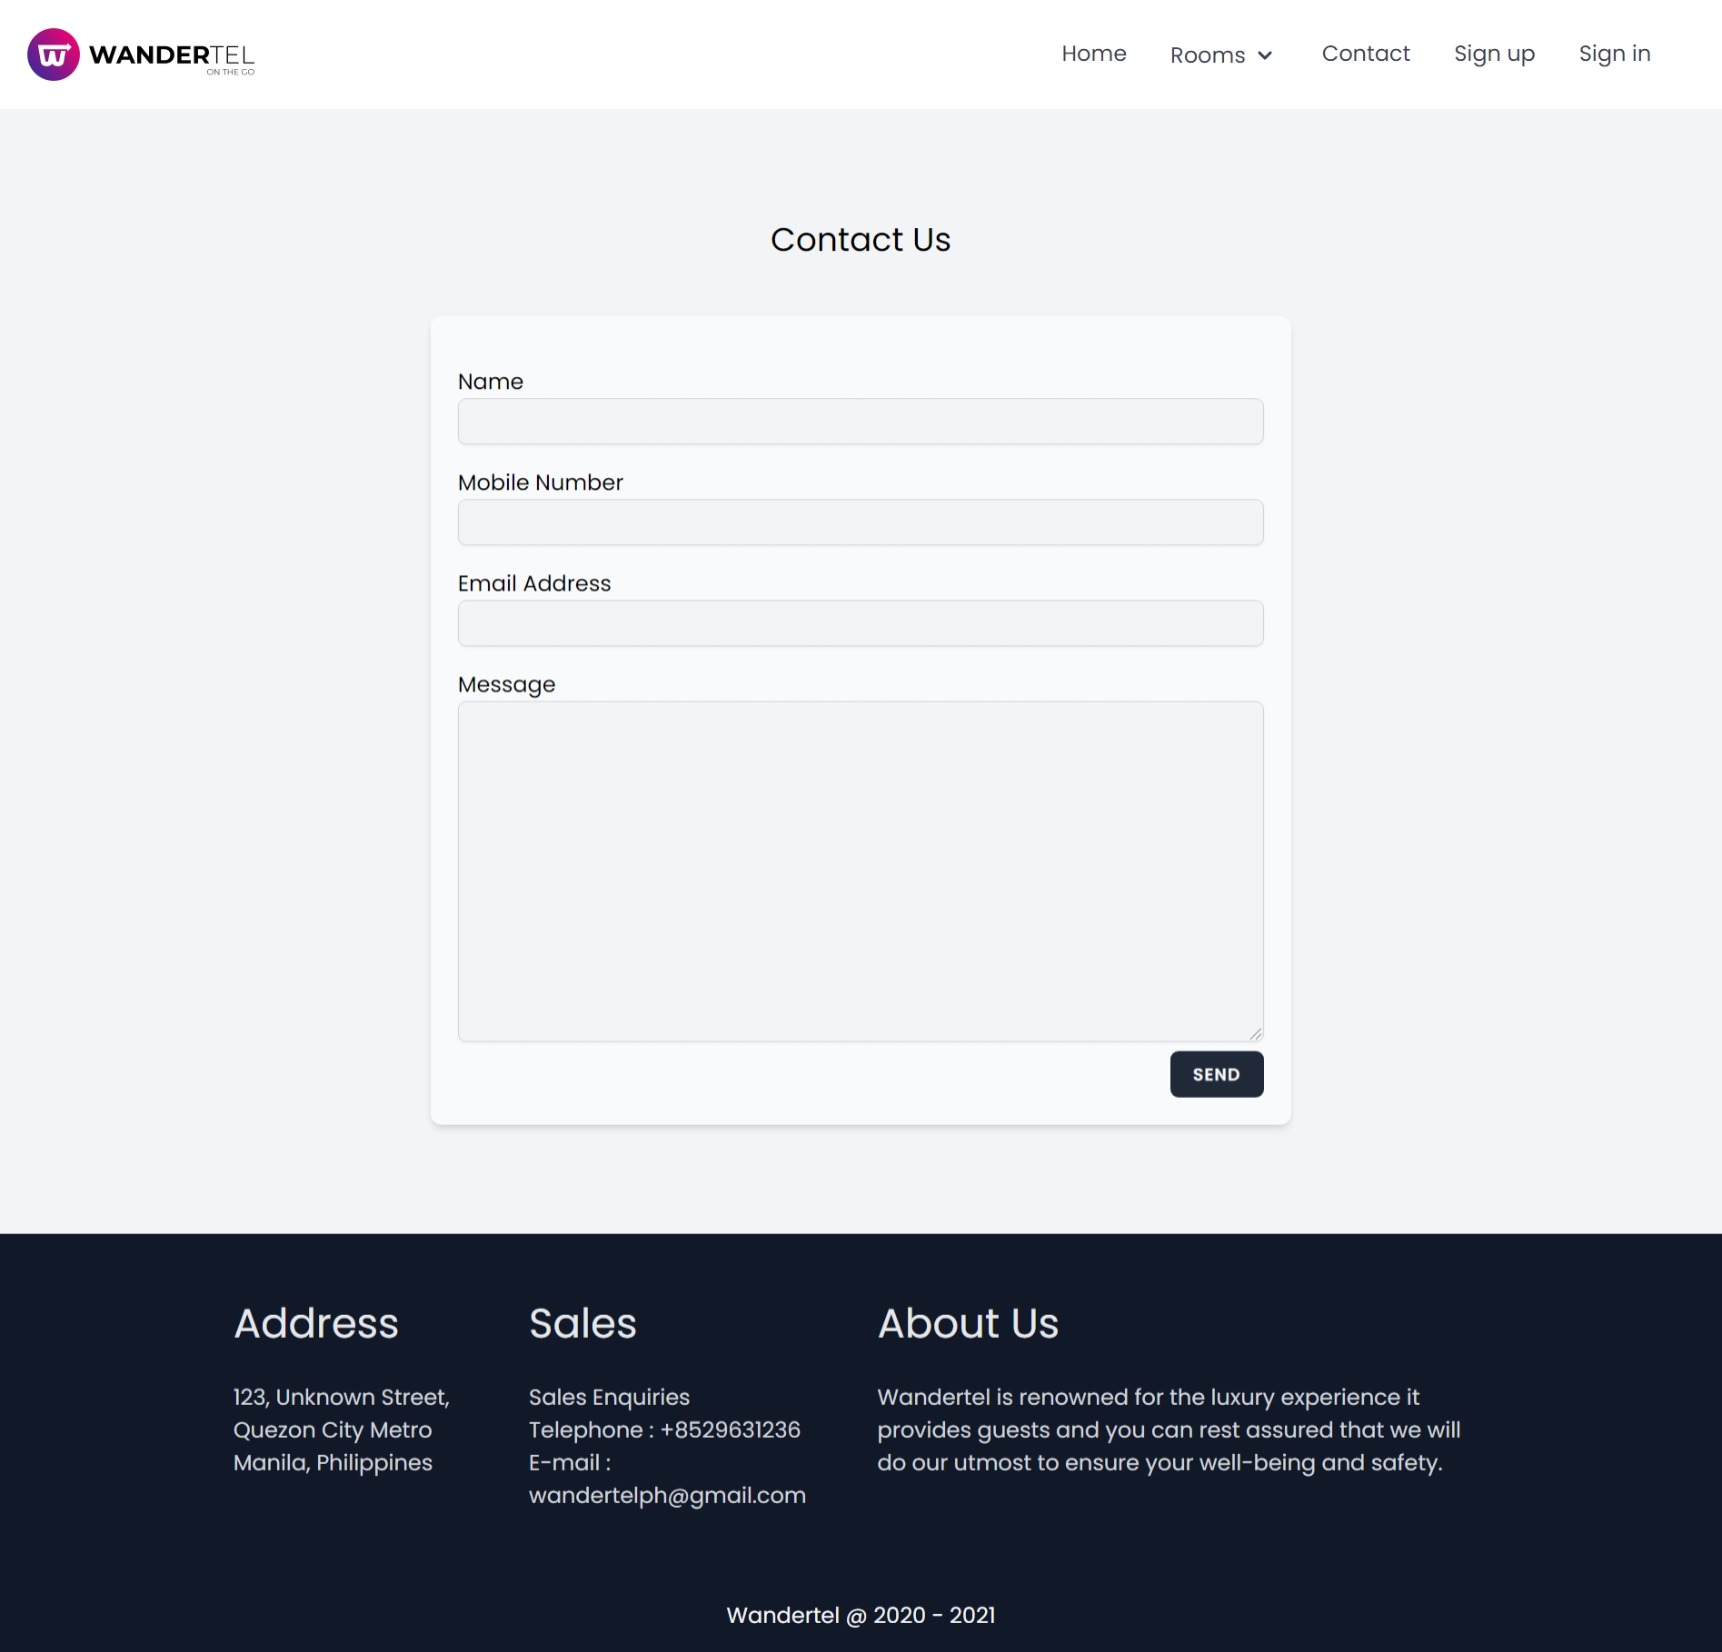 WANDERTEL
ON THE GO
Home
Rooms
Contact
Sign up
Sign in
Contact Us
Name
Mobile Number
Email Address
Message
SEND
Address
123, Unknown Street,
Quezon City Metro
Manila, Philippines
Sales
Sales Enquiries
Telephone : +8529631236
E-mail :
wandertelph@gmail.com
About Us
Wandertel is renowned for the luxury experience it
provides guests and you can rest assured that we will
do our utmost to ensure your well-being and safety.
Wandertel @ 2020 - 2021